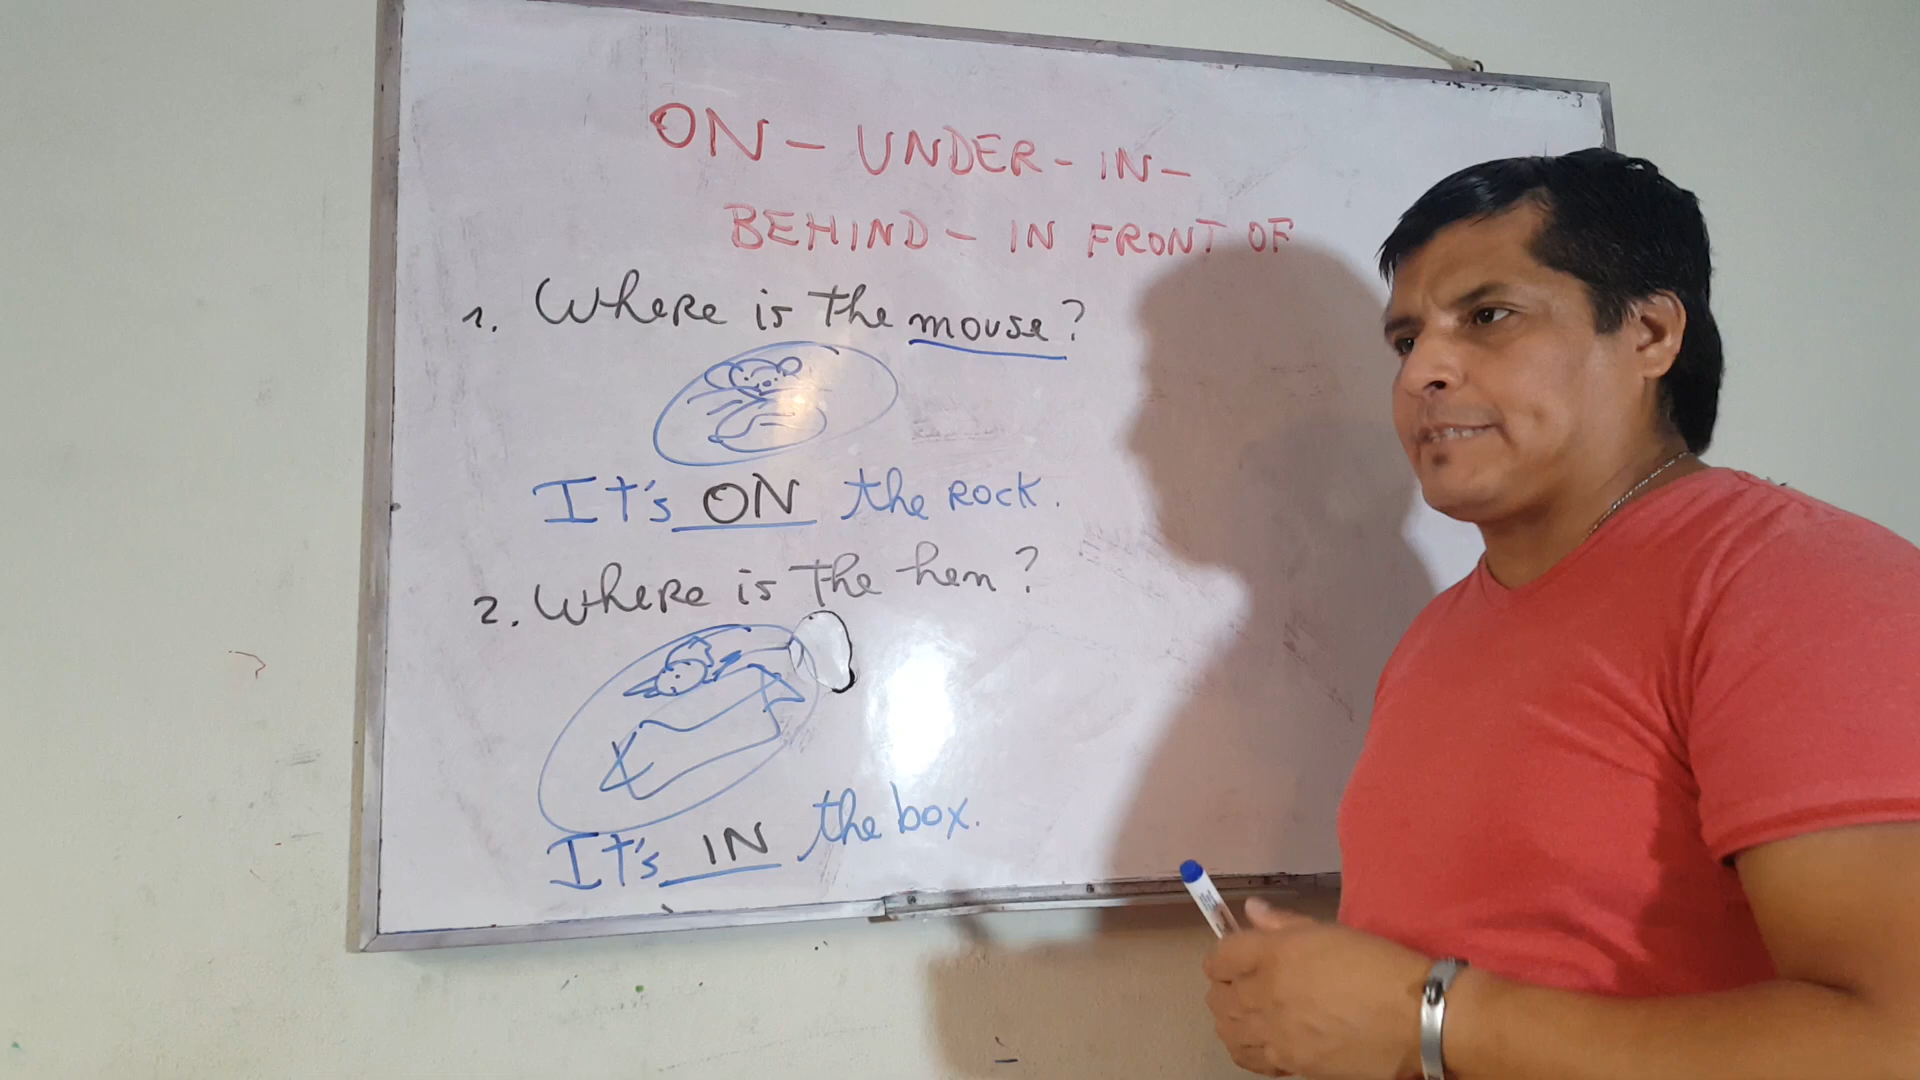 ON - UNDER - IN -
BEHIND - IN FRONT OF
1. Where is the mouse?
It's ON the ROCK.
2. Where is the hen?
It's IN the box.